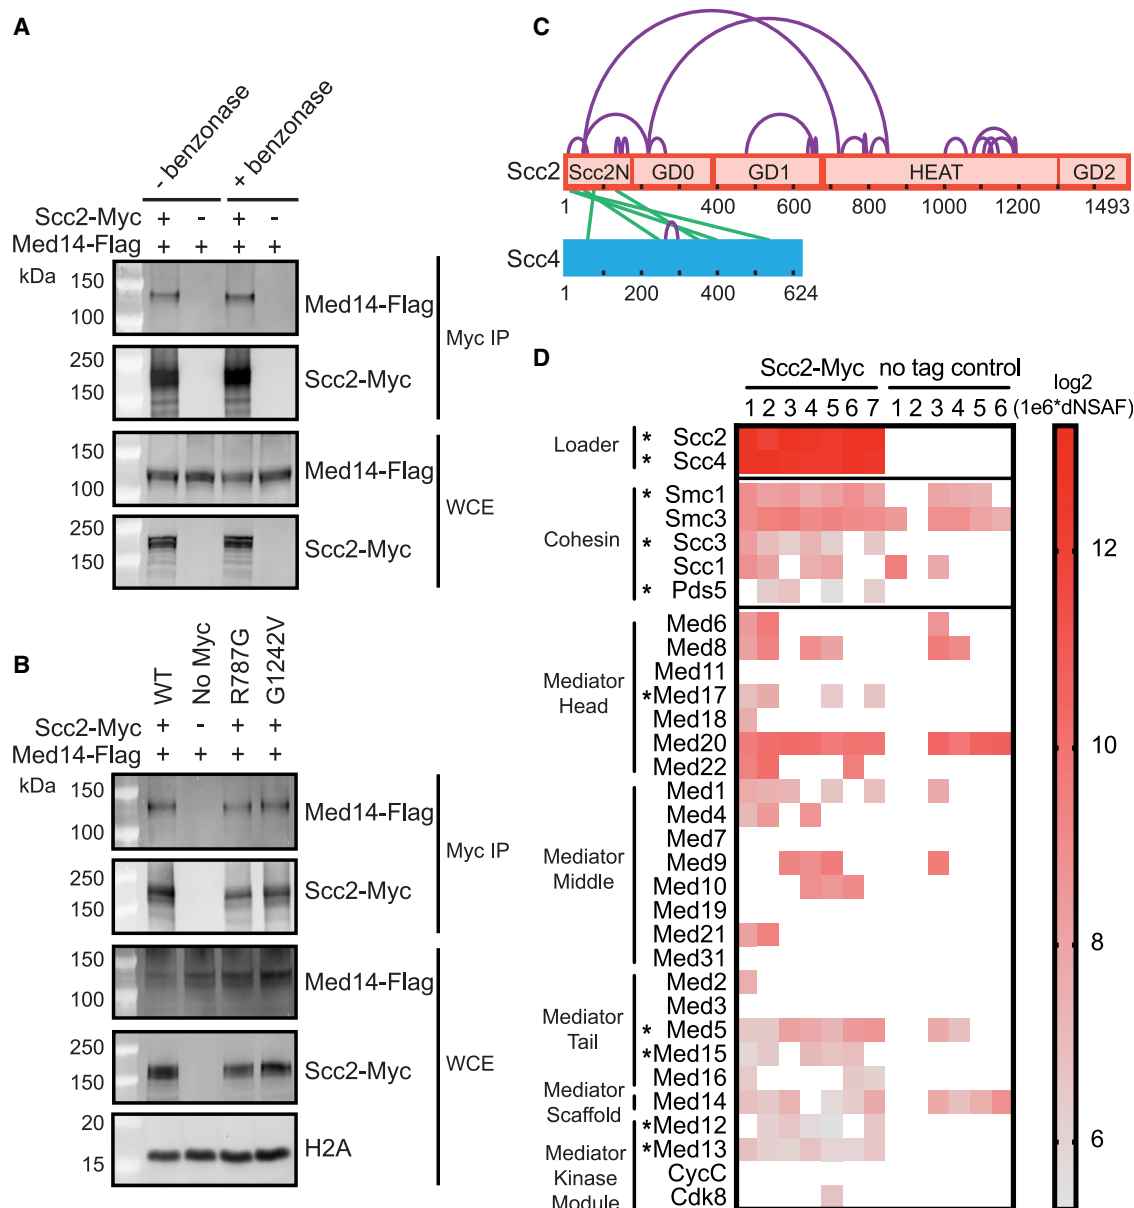 A
- benzonase
+ benzonase
Scc2-Myc + - + -
Med14-Flag + + + +
kDa
150
100
Med14-Flag
250
150
Scc2-Myc
Myc IP
150
100
Med14-Flag
250
150
Scc2-Myc
WCE
B
WT
No Myc
R787G
G1242V
Scc2-Myc + - + +
Med14-Flag + + + +
kDa
150
100
Med14-Flag
250
150
Scc2-Myc
Myc IP
150
100
Med14-Flag
250
150
Scc2-Myc
20
15
H2A
WCE
C
Scc2 Scc2N GD0 GD1 HEAT GD2
1 400 600 1000 1200 1493
Scc4
1 200 400 624
D
Scc2-Myc no tag control
1 2 3 4 5 6 7 1 2 3 4 5 6
log2
(1e6*dNSAF)
Loader
* Scc2
* Scc4
Cohesin
* Smc1
Smc3
* Scc3
Scc1
* Pds5
Mediator
Head
Med6
Med8
Med11
*Med17
Med18
Med20
Med22
Mediator
Middle
Med1
Med4
Med7
Med9
Med10
Med19
Med21
Med31
Mediator
Tail
Med2
Med3
* Med5
*Med15
Med16
Mediator
Scaffold
Med14
Mediator
Kinase
Module
*Med12
*Med13
CycC
Cdk8
12
10
8
6